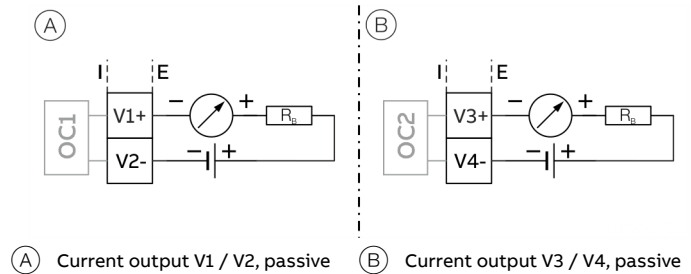 A
I E
OC1
V1+
V2-
− + R_B
− +
B
I E
OC2
V3+
V4-
− + R_B
− +
A Current output V1 / V2, passive
B Current output V3 / V4, passive